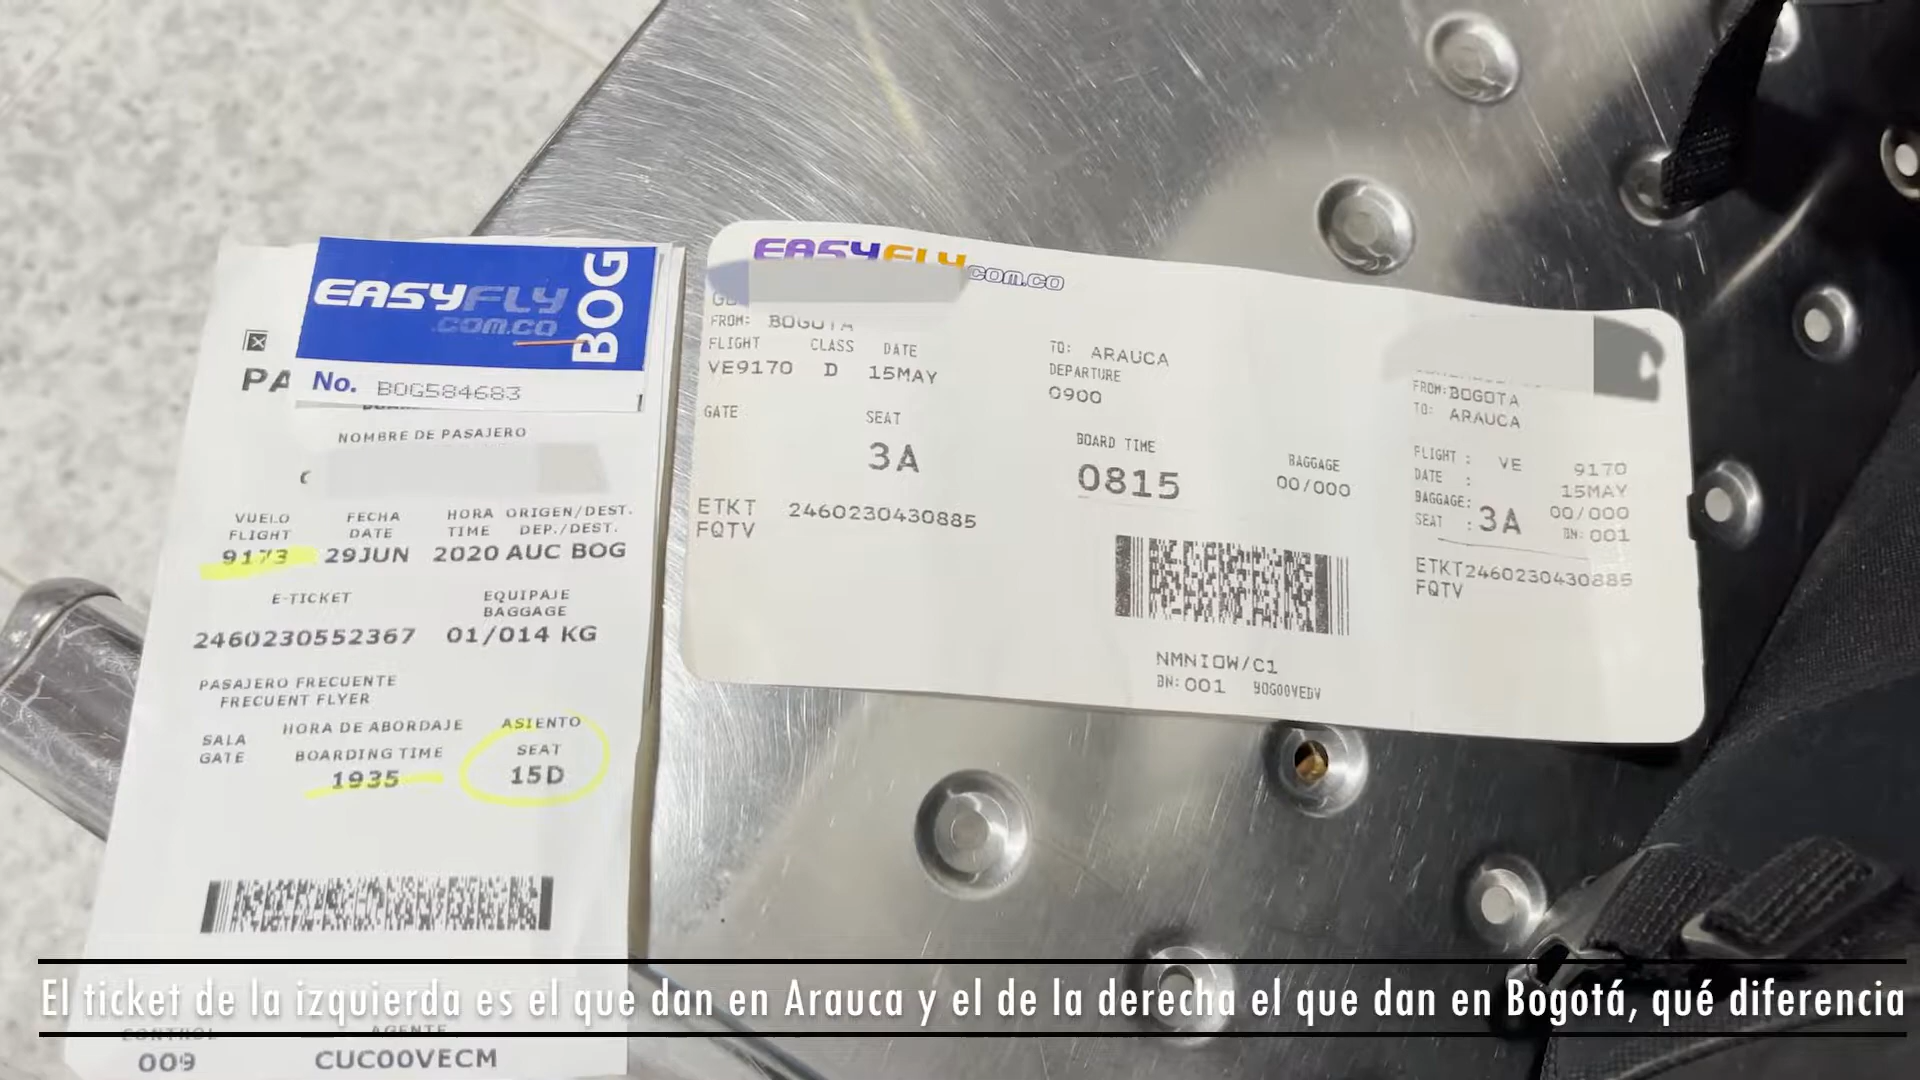 EASYFLY
.com.co
BOG
No. BOG584683
PA
NOMBRE DE PASAJERO
VUELO FECHA HORA ORIGEN/DEST.
FLIGHT DATE TIME DEP./DEST.
9173 29JUN 2020 AUC BOG
E-TICKET EQUIPAJE
BAGGAGE
2460230552367 01/014 KG
PASAJERO FRECUENTE
FRECUENT FLYER
SALA HORA DE ABORDAJE ASIENTO
GATE BOARDING TIME SEAT
1935 15D
CONTROL AGENTE
009 CUC00VECM
EASYFLY.com.co
FROM: BOGOTA TO: ARAUCA
FLIGHT CLASS DATE DEPARTURE
VE9170 D 15MAY 0900
GATE SEAT BOARD TIME BAGGAGE
3A 0815 00/000
ETKT 2460230430885
FQTV
NMNIOW/C1
BN:001 BOG00VEDV
FROM:BOGOTA
TO: ARAUCA
FLIGHT : VE 9170
DATE : 15MAY
BAGGAGE: 00/000
SEAT : 3A BN:001
ETKT2460230430885
FQTV
El ticket de la izquierda es el que dan en Arauca y el de la derecha el que dan en Bogotá, qué diferencia